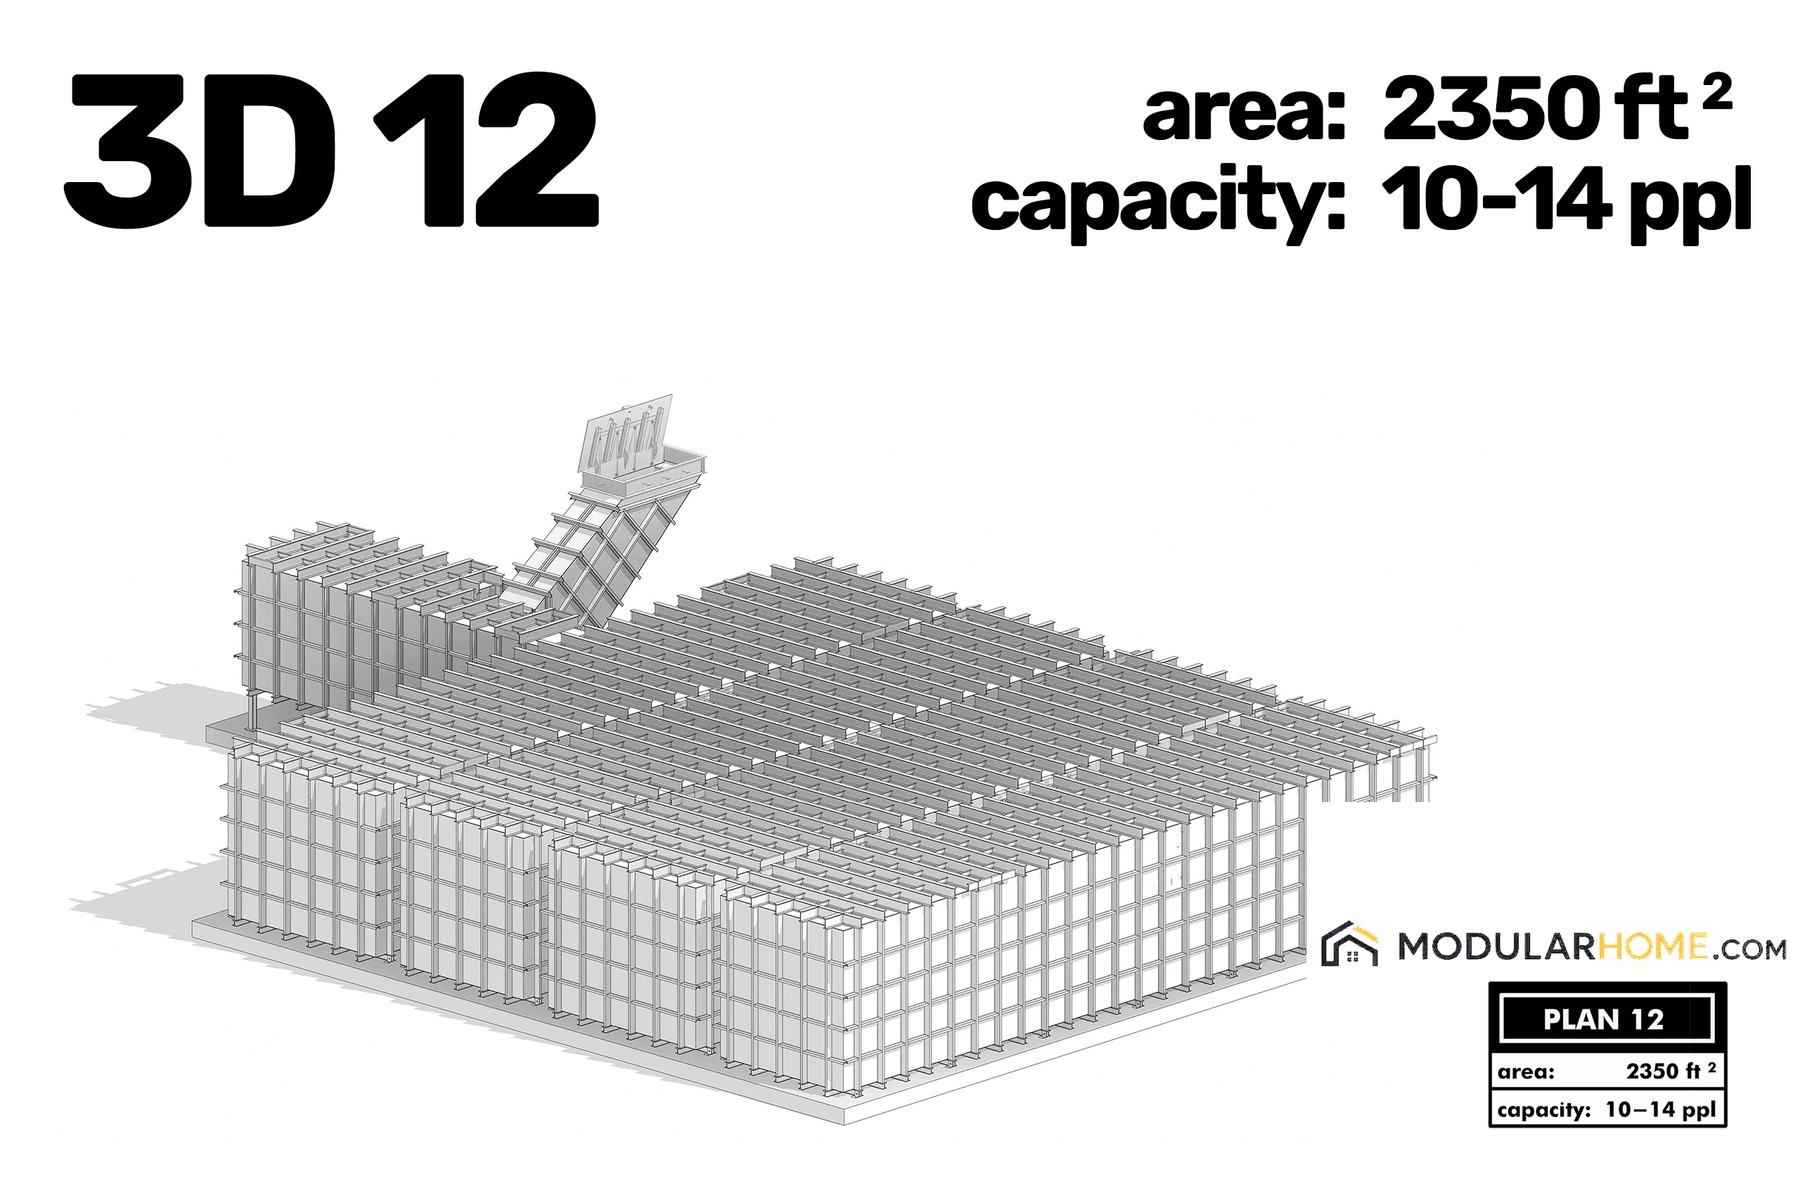 3D 12
area: 2350 ft ²
capacity: 10-14 ppl
MODULARHOME.COM
PLAN 12
area: 2350 ft ²
capacity: 10–14 ppl